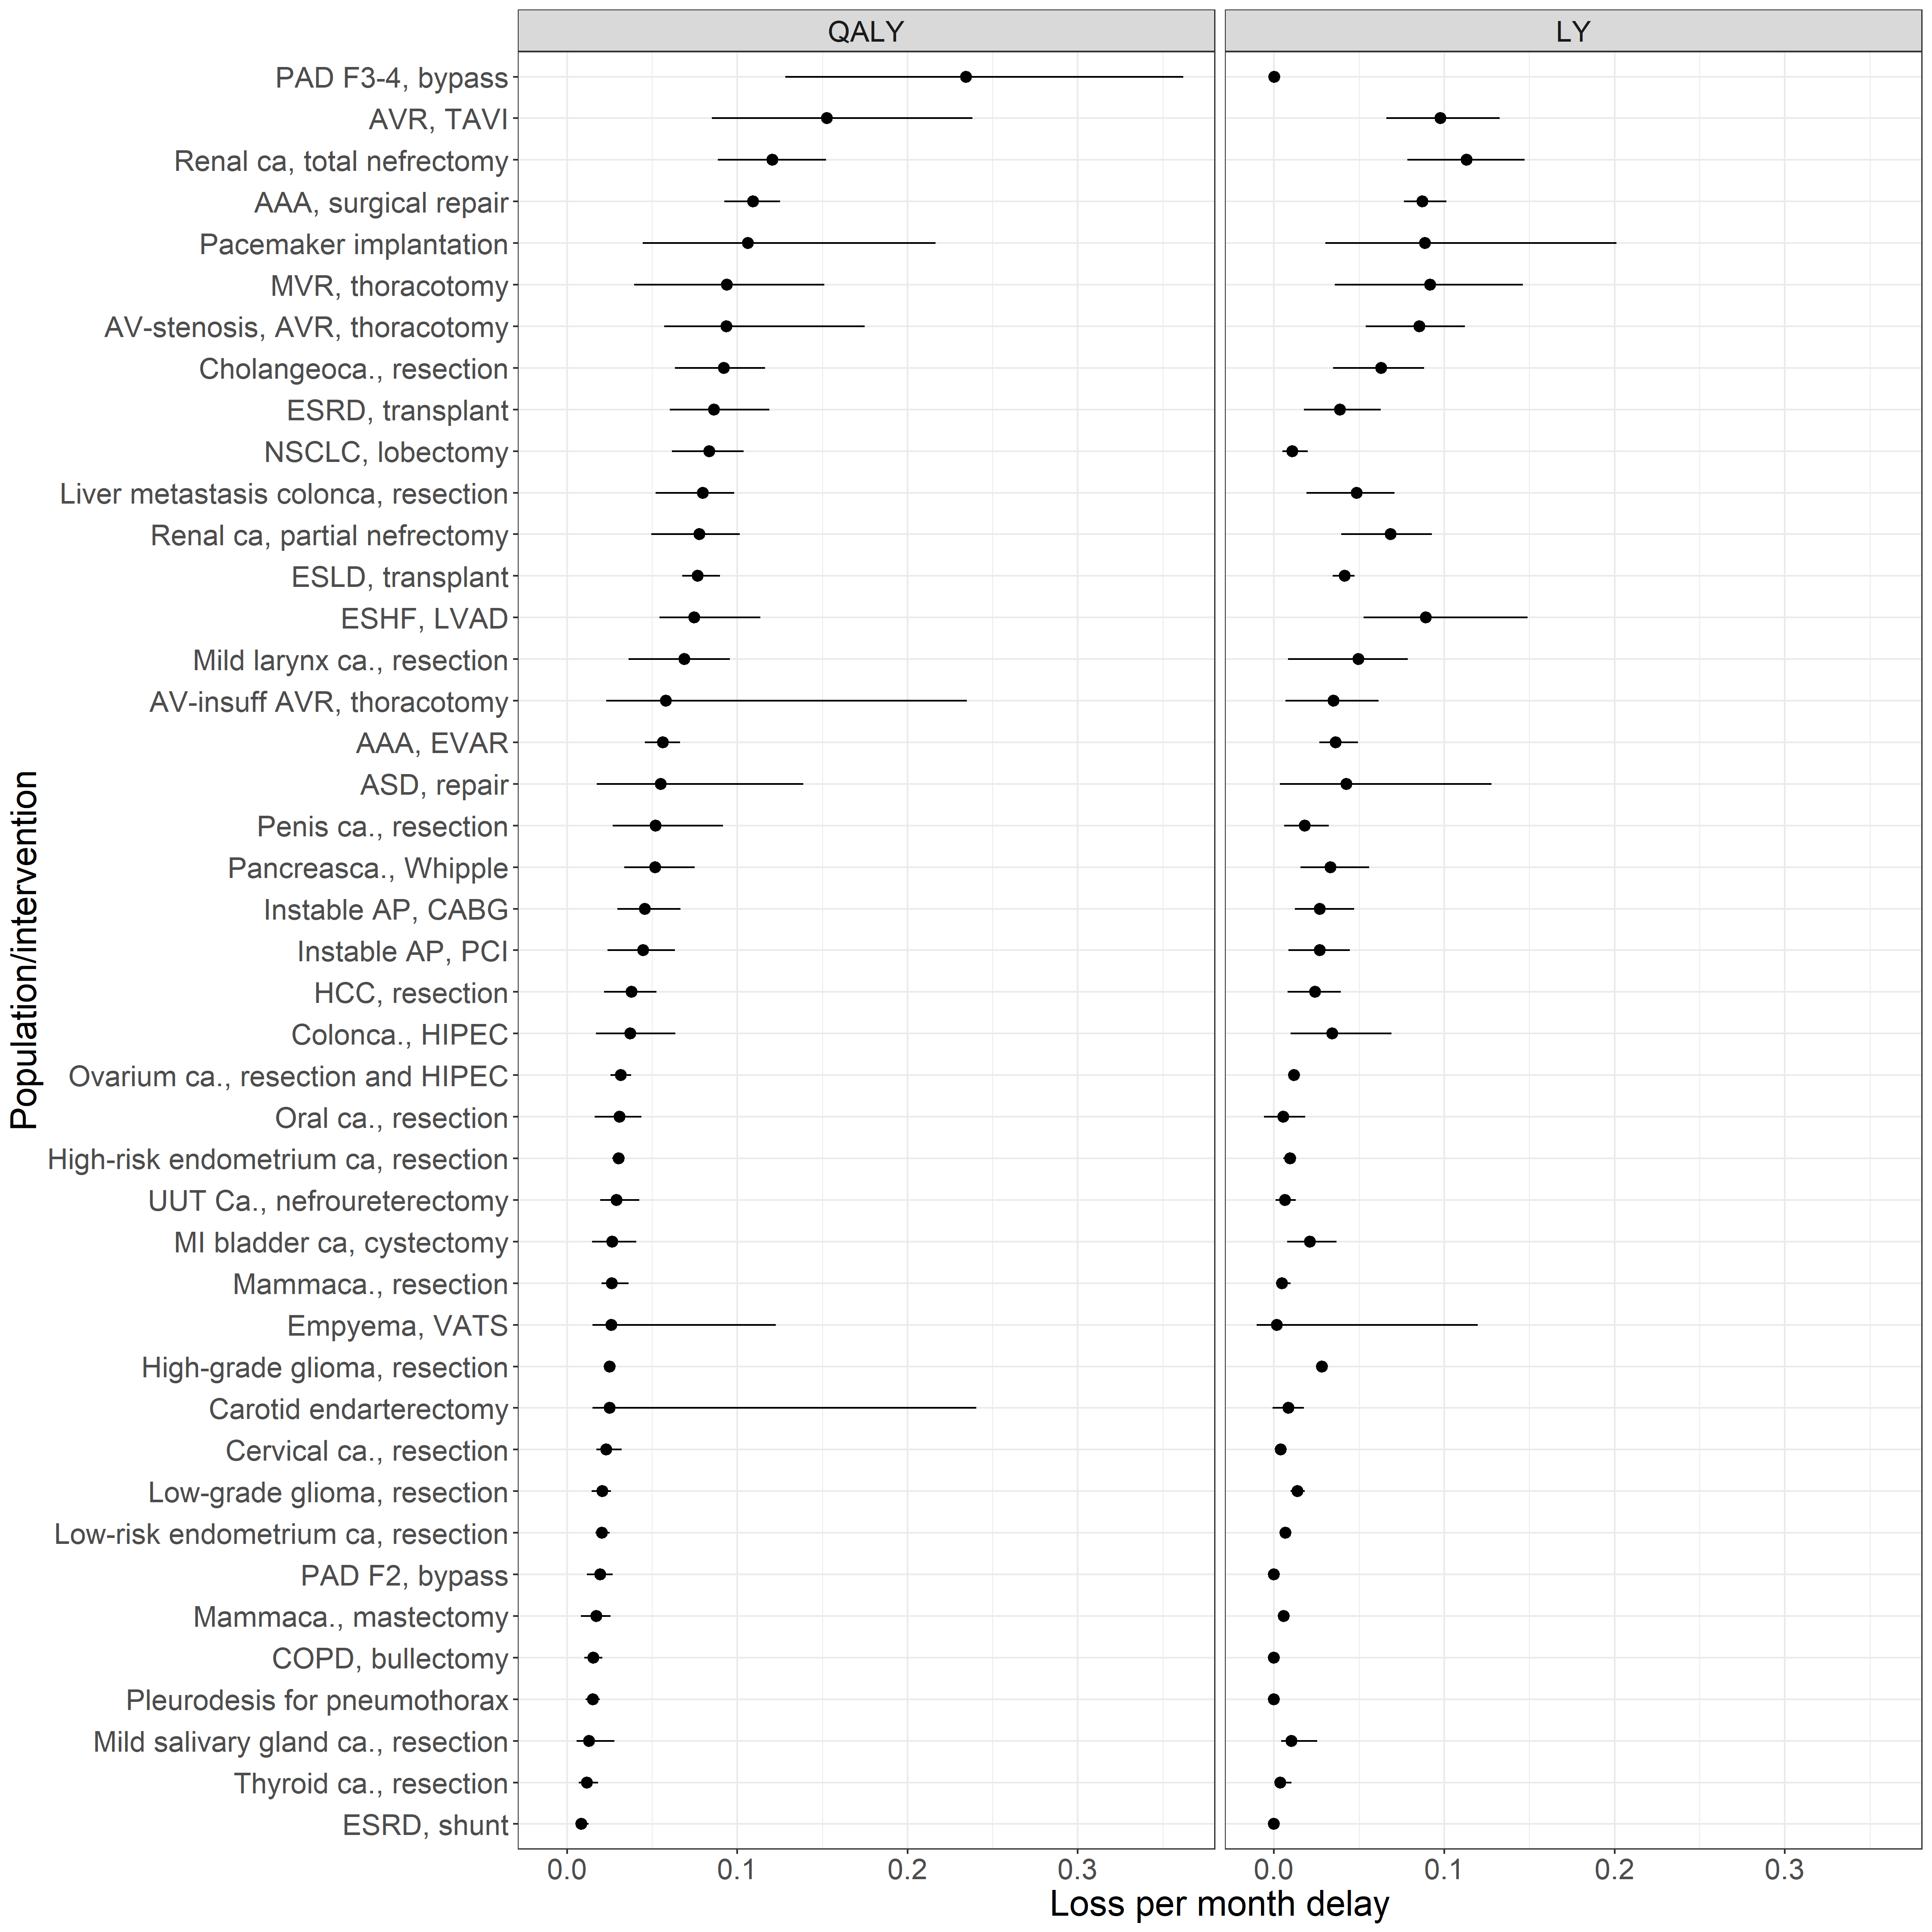 QALY
LY
PAD F3-4, bypass
AVR, TAVI
Renal ca, total nefrectomy
AAA, surgical repair
Pacemaker implantation
MVR, thoracotomy
AV-stenosis, AVR, thoracotomy
Cholangeoca., resection
ESRD, transplant
NSCLC, lobectomy
Liver metastasis colonca, resection
Renal ca, partial nefrectomy
ESLD, transplant
ESHF, LVAD
Mild larynx ca., resection
AV-insuff AVR, thoracotomy
AAA, EVAR
ASD, repair
Penis ca., resection
Pancreasca., Whipple
Instable AP, CABG
Instable AP, PCI
HCC, resection
Colonca., HIPEC
Ovarium ca., resection and HIPEC
Oral ca., resection
High-risk endometrium ca, resection
UUT Ca., nefroureterectomy
MI bladder ca, cystectomy
Mammaca., resection
Empyema, VATS
High-grade glioma, resection
Carotid endarterectomy
Cervical ca., resection
Low-grade glioma, resection
Low-risk endometrium ca, resection
PAD F2, bypass
Mammaca., mastectomy
COPD, bullectomy
Pleurodesis for pneumothorax
Mild salivary gland ca., resection
Thyroid ca., resection
ESRD, shunt
Population/intervention
0.0 0.1 0.2 0.3
0.0 0.1 0.2 0.3
Loss per month delay